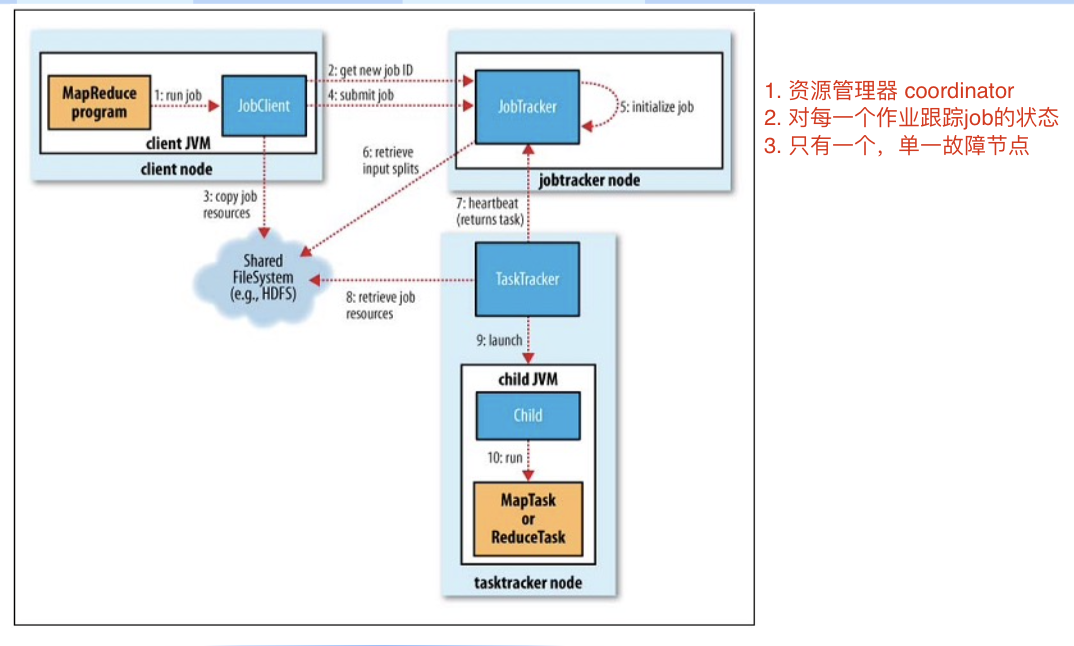 MapReduce
program
1: run job
JobClient
client JVM
client node
2: get new job ID
4: submit job
JobTracker
5: initialize job
jobtracker node
1. 资源管理器 coordinator
2. 对每一个作业跟踪job的状态
3. 只有一个，单一故障节点
3: copy job
resources
6: retrieve
input splits
7: heartbeat
(returns task)
Shared
FileSystem
(e.g., HDFS)
8: retrieve job
resources
TaskTracker
9: launch
child JVM
Child
10: run
MapTask
or
ReduceTask
tasktracker node